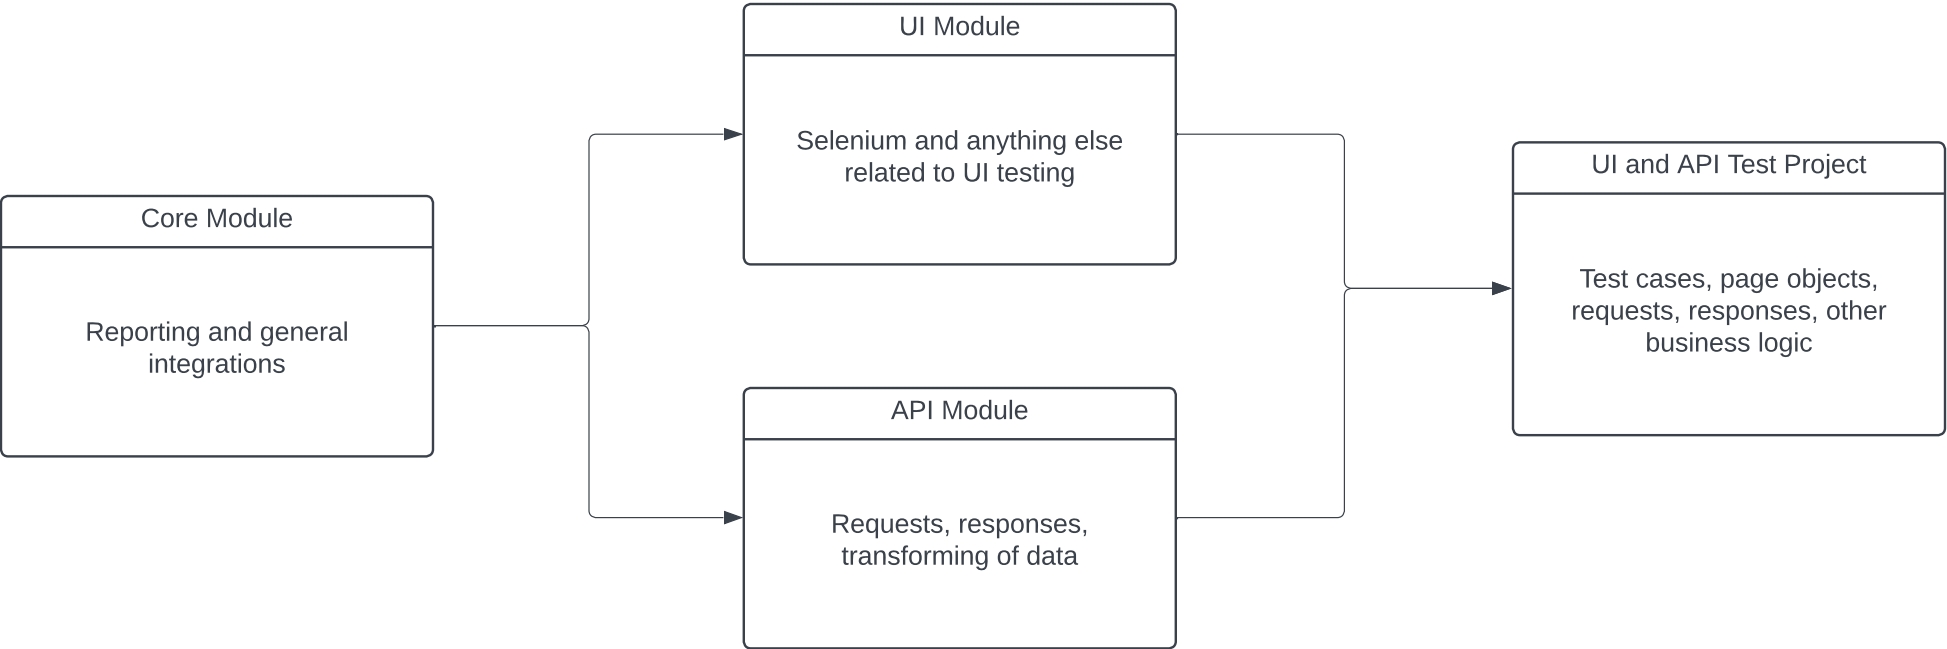 Core Module
Reporting and general
integrations
UI Module
Selenium and anything else
related to UI testing
API Module
Requests, responses,
transforming of data
UI and API Test Project
Test cases, page objects,
requests, responses, other
business logic